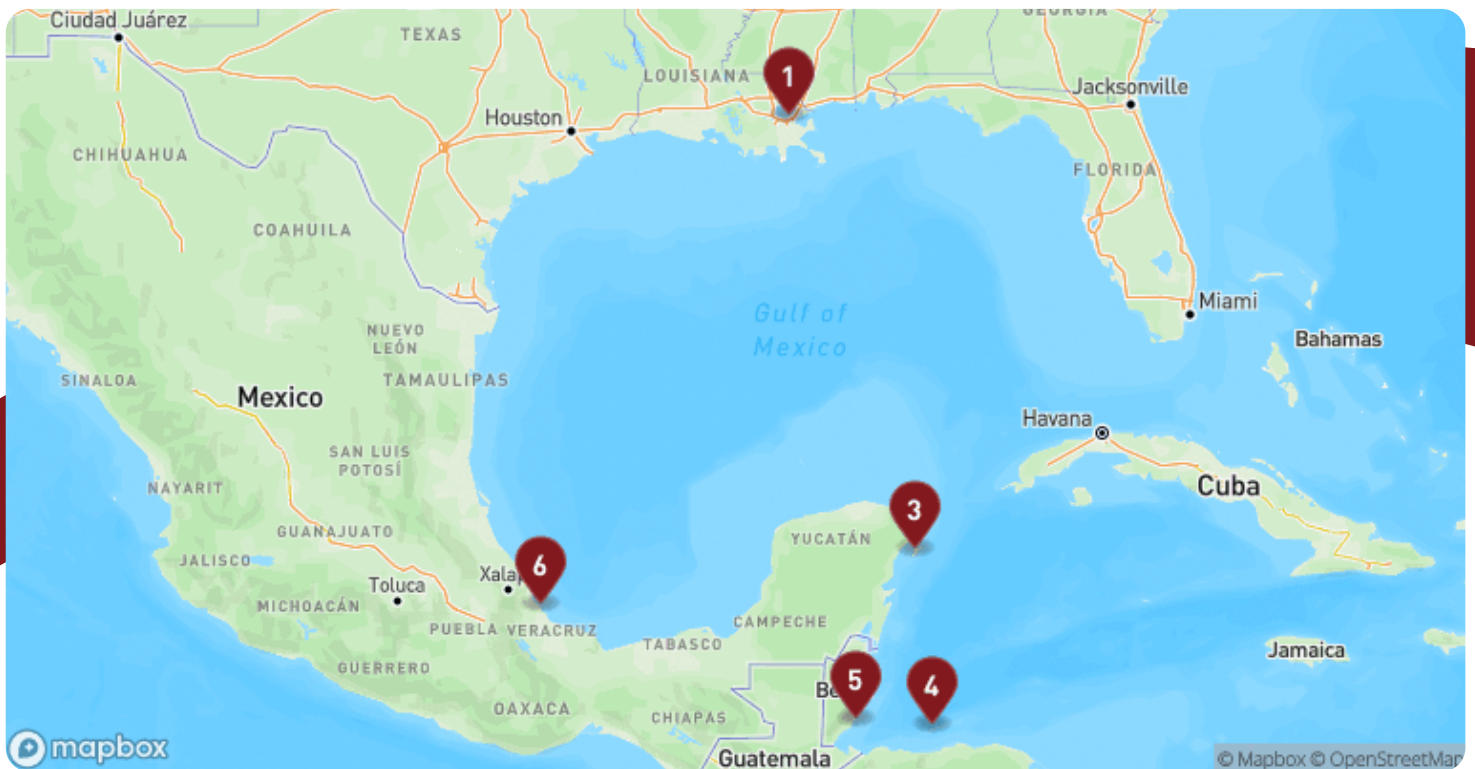 Ciudad Juárez
TEXAS
LOUISIANA
GEORGIA
1
Jacksonville
Houston
CHIHUAHUA
FLORIDA
COAHUILA
Miami
Gulf of
Mexico
NUEVO
LEÓN
Bahamas
SINALOA
TAMAULIPAS
Mexico
Havana
SAN LUIS
POTOSÍ
Cuba
NAYARIT
3
GUANAJUATO
YUCATÁN
JALISCO
6
Xalap
Toluca
MICHOACÁN
PUEBLA
VERACRUZ
CAMPECHE
TABASCO
Jamaica
GUERRERO
5
4
Be
OAXACA
CHIAPAS
mapbox
Guatemala
© Mapbox © OpenStreetMap